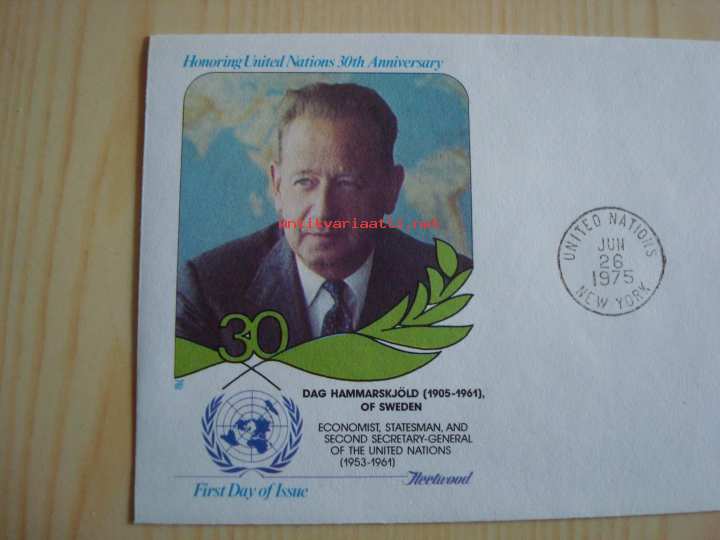 Honoring United Nations 30th Anniversary
Antikvariaatti.net
UNITED NATIONS
JUN
26
1975
NEW YORK
30
DAG HAMMARSKJÖLD (1905-1961),
OF SWEDEN
ECONOMIST, STATESMAN, AND
SECOND SECRETARY-GENERAL
OF THE UNITED NATIONS
(1953-1961)
Fleetwood
First Day of Issue